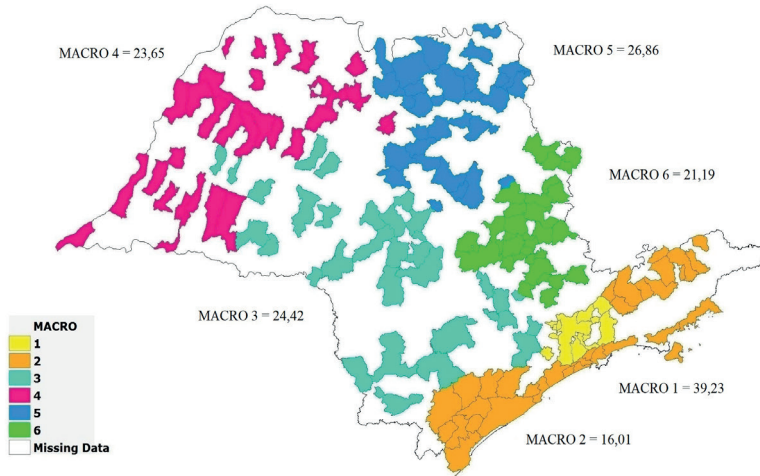 MACRO 4 = 23,65
MACRO 5 = 26,86
MACRO 6 = 21,19
MACRO 3 = 24,42
MACRO
1
2
3
4
5
6
Missing Data
MACRO 1 = 39,23
MACRO 2 = 16,01